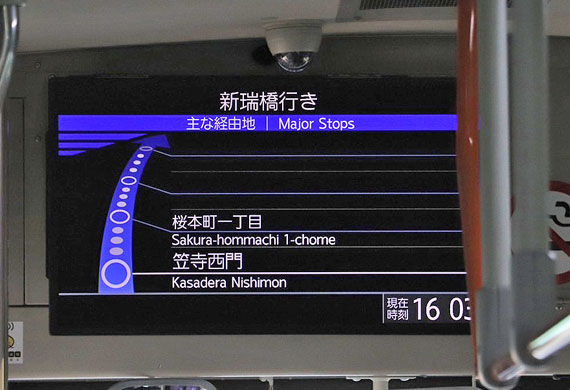 新瑞橋行き
主な経由地 | Major Stops
桜本町一丁目
Sakura-hommachi 1-chome
笠寺西門
Kasadera Nishimon
現在時刻 16 03